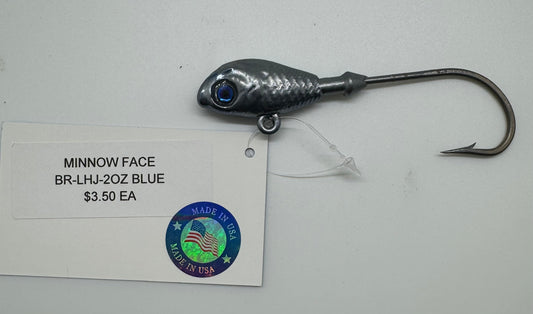 MINNOW FACE
BR-LHJ-2OZ BLUE
$3.50 EA
MADE IN USA
MADE IN USA